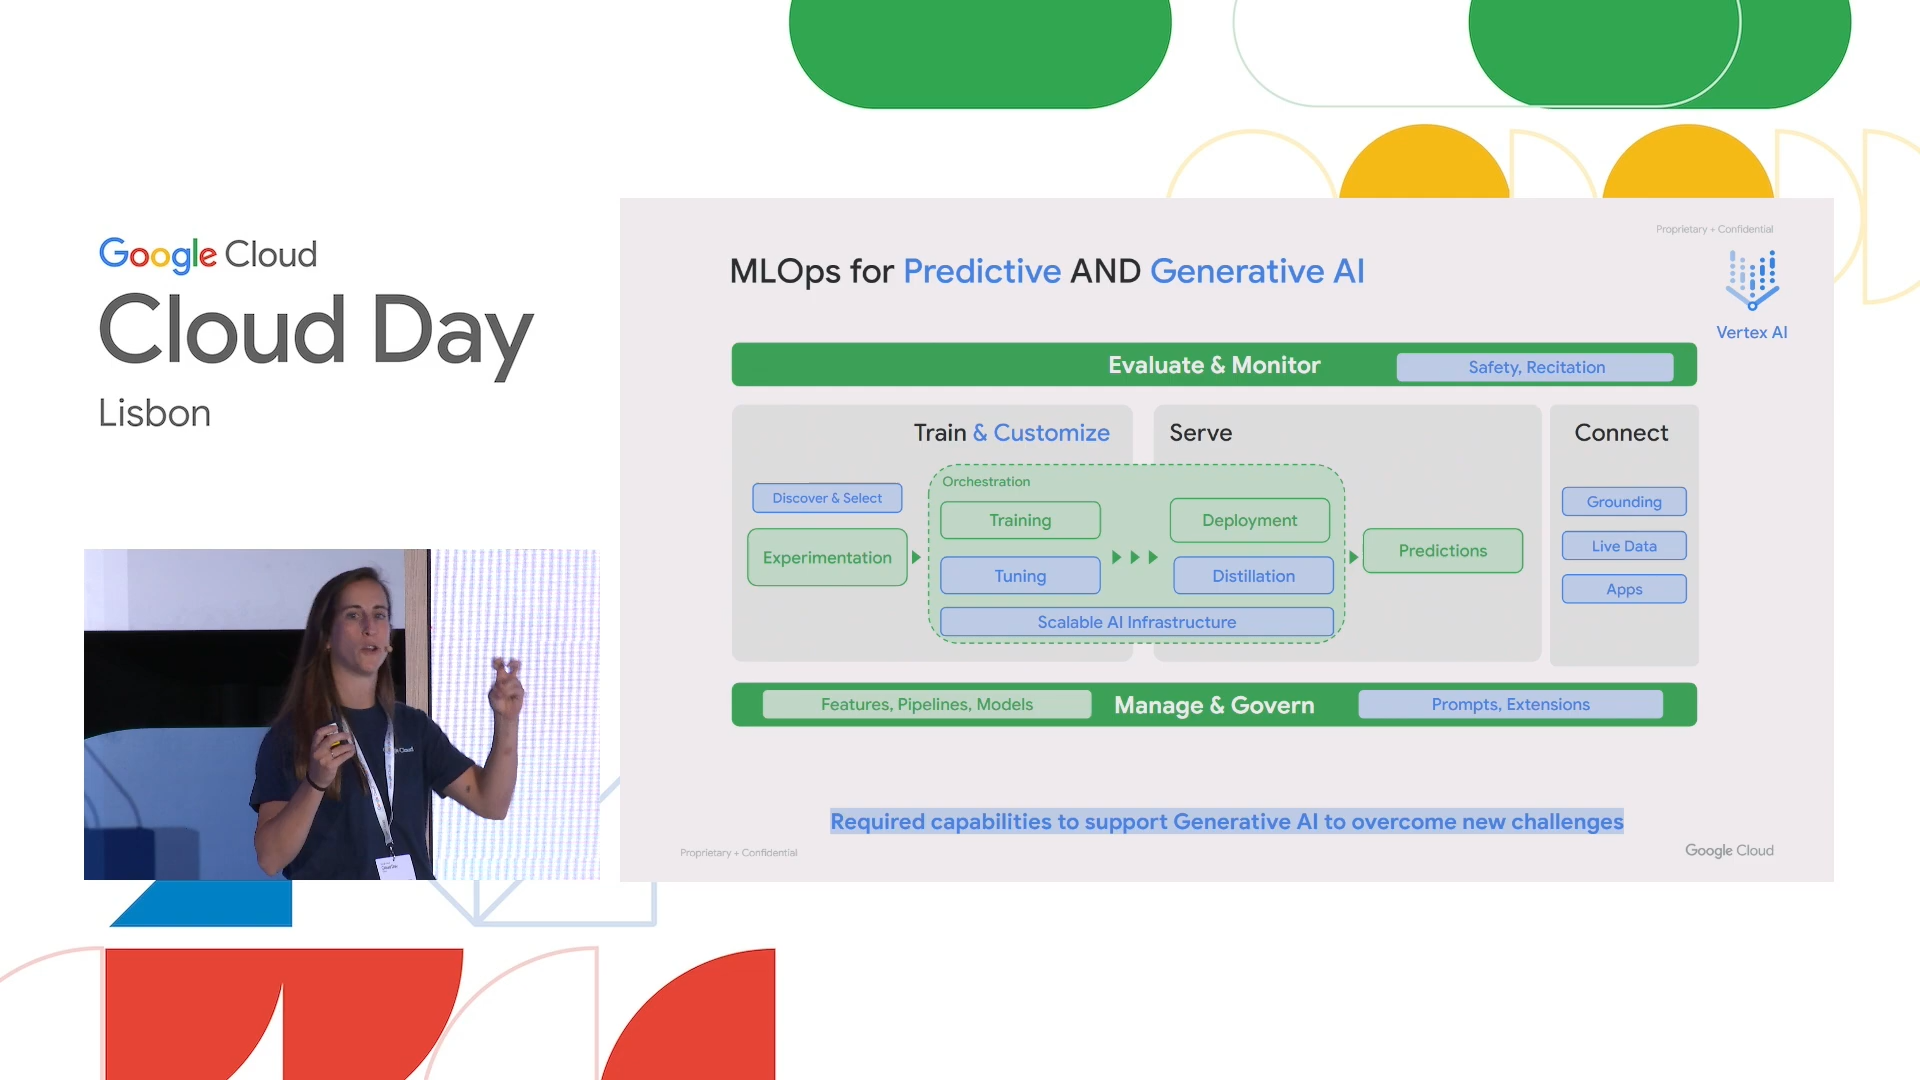 Google Cloud
Cloud Day
Lisbon
Proprietary + Confidential
MLOps for Predictive AND Generative AI
Vertex AI
Evaluate & Monitor
Safety, Recitation
Train & Customize
Serve
Connect
Orchestration
Discover & Select
Experimentation
Training
Tuning
Deployment
Distillation
Scalable AI Infrastructure
Predictions
Grounding
Live Data
Apps
Features, Pipelines, Models
Manage & Govern
Prompts, Extensions
Required capabilities to support Generative AI to overcome new challenges
Proprietary + Confidential
Google Cloud